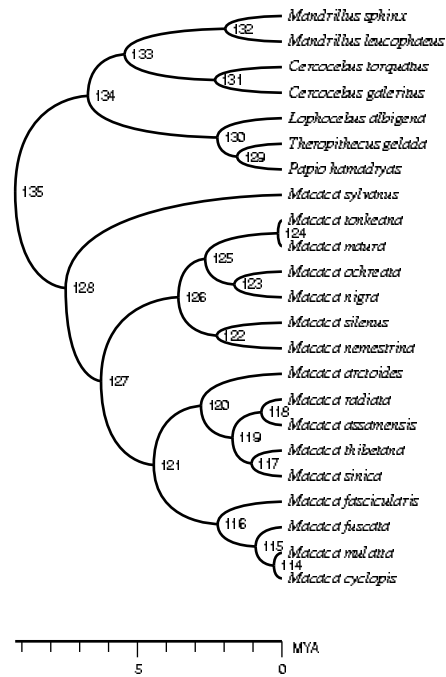 Mandrillus sphinx
132
Mandrillus leucophaeus
133
Cercocebus torquatus
131
Cercocebus galeritus
134
Lophocebus albigena
130
Theropithecus gelada
129
Papio hamadryas
135
Macaca sylvanus
Macaca tonkeana
124
Macaca maura
125
Macaca ochreata
123
128
Macaca nigra
126
Macaca silenus
122
Macaca nemestrina
127
Macaca arctoides
120
Macaca radiata
118
Macaca assamensis
119
Macaca thibetana
117
121
Macaca sinica
Macaca fascicularis
116
Macaca fuscata
115
Macaca mulatta
114
Macaca cyclopis
MYA
5 0